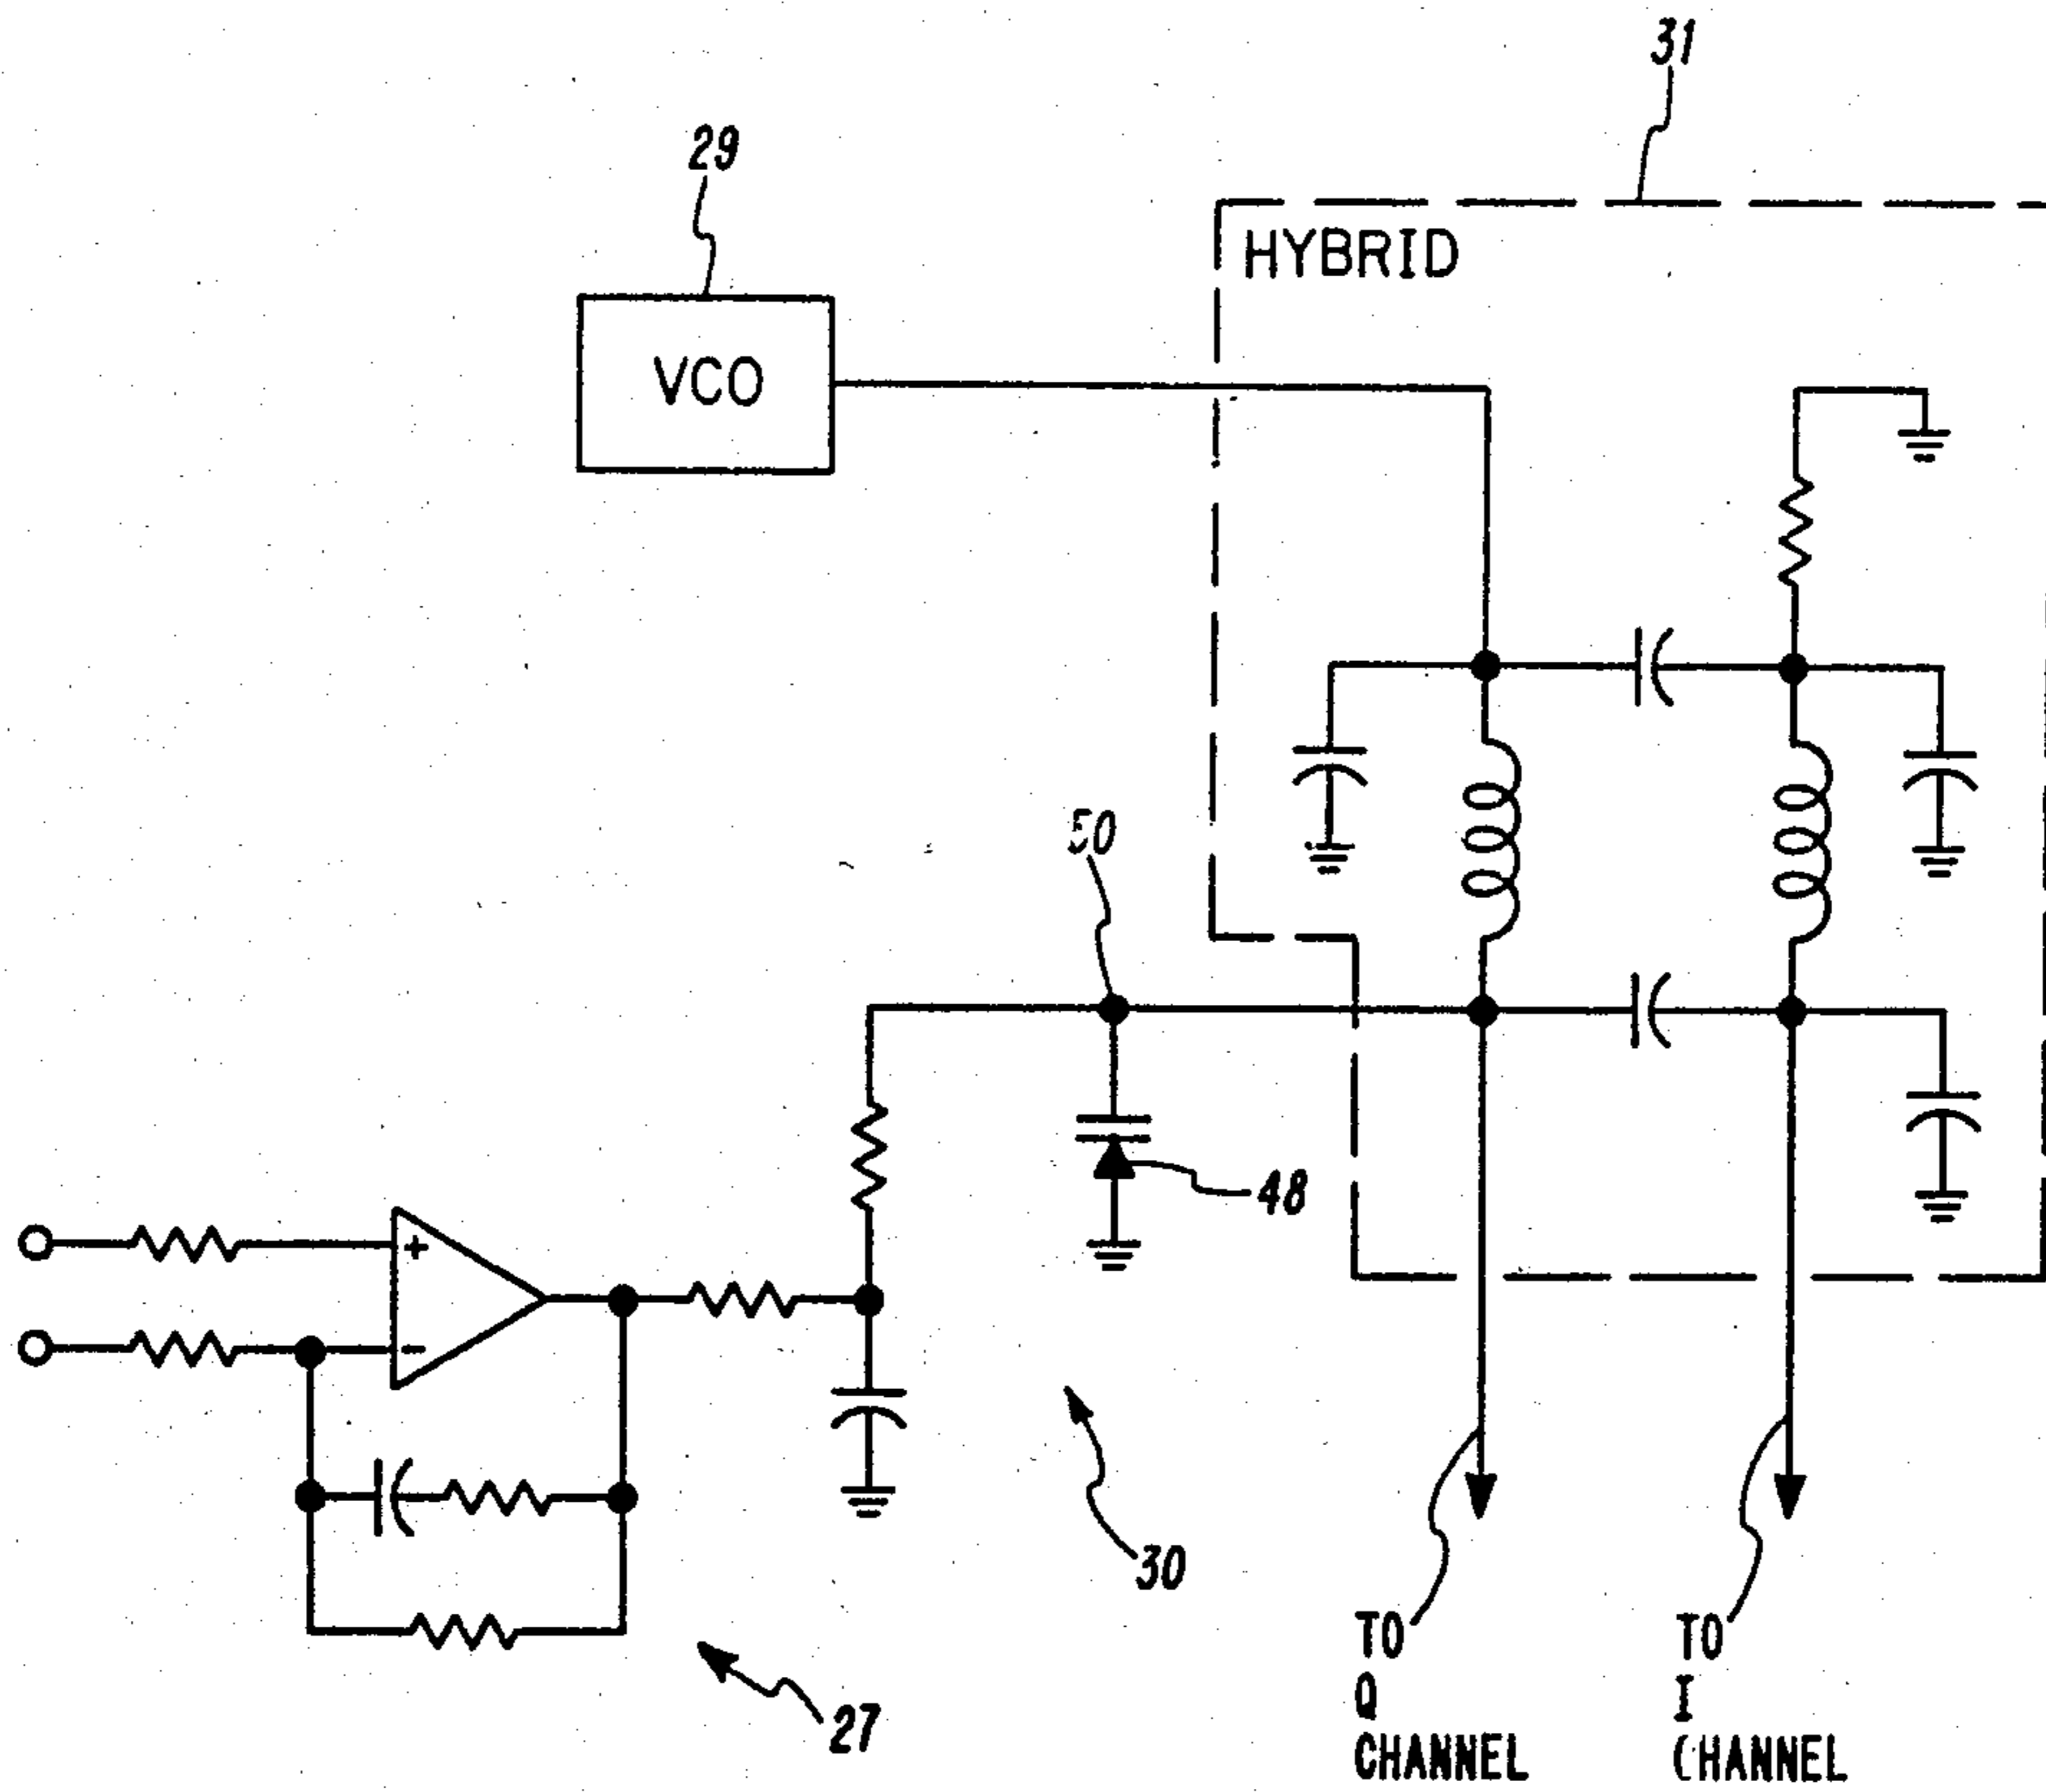 31
29
HYBRID
VCO
50
48
+
-
30
27
TO
Q
CHANNEL
TO
I
CHANNEL